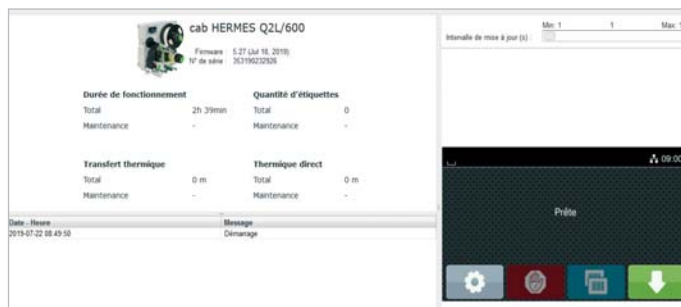 cab HERMES Q2L/600
Firmware : 5.27 (Jul 18, 2019)
N° de série : 353190232926
Durée de fonctionnement
Total 2h 39min
Maintenance -
Quantité d'étiquettes
Total 0
Maintenance -
Transfert thermique
Total 0 m
Maintenance -
Thermique direct
Total 0 m
Maintenance -
Date - Heure Message
2019-07-22 08:49:50 Démarrage
Min: 1 1 Max:
Intervalle de mise à jour (s) :
09:00
Prête